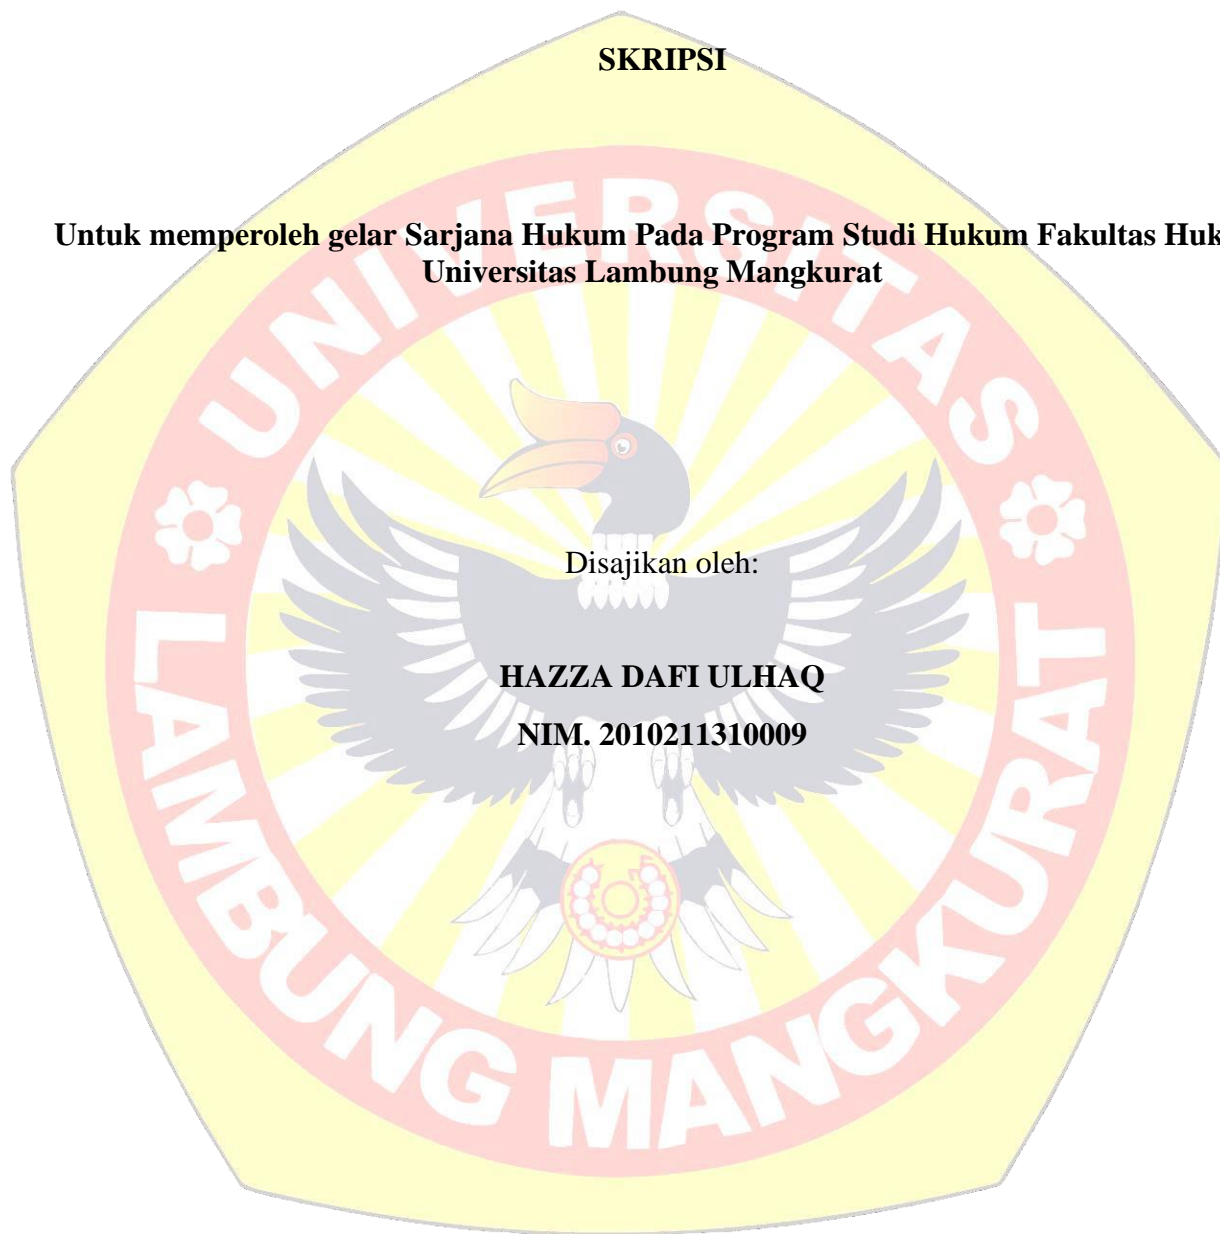 SKRIPSI
Untuk memperoleh gelar Sarjana Hukum Pada Program Studi Hukum Fakultas Huk
Universitas Lambung Mangkurat
UNIVERSITAS
Disajikan oleh:
HAZZA DAFI ULHAQ
NIM. 2010211310009
LAMBUNG MANGKURAT